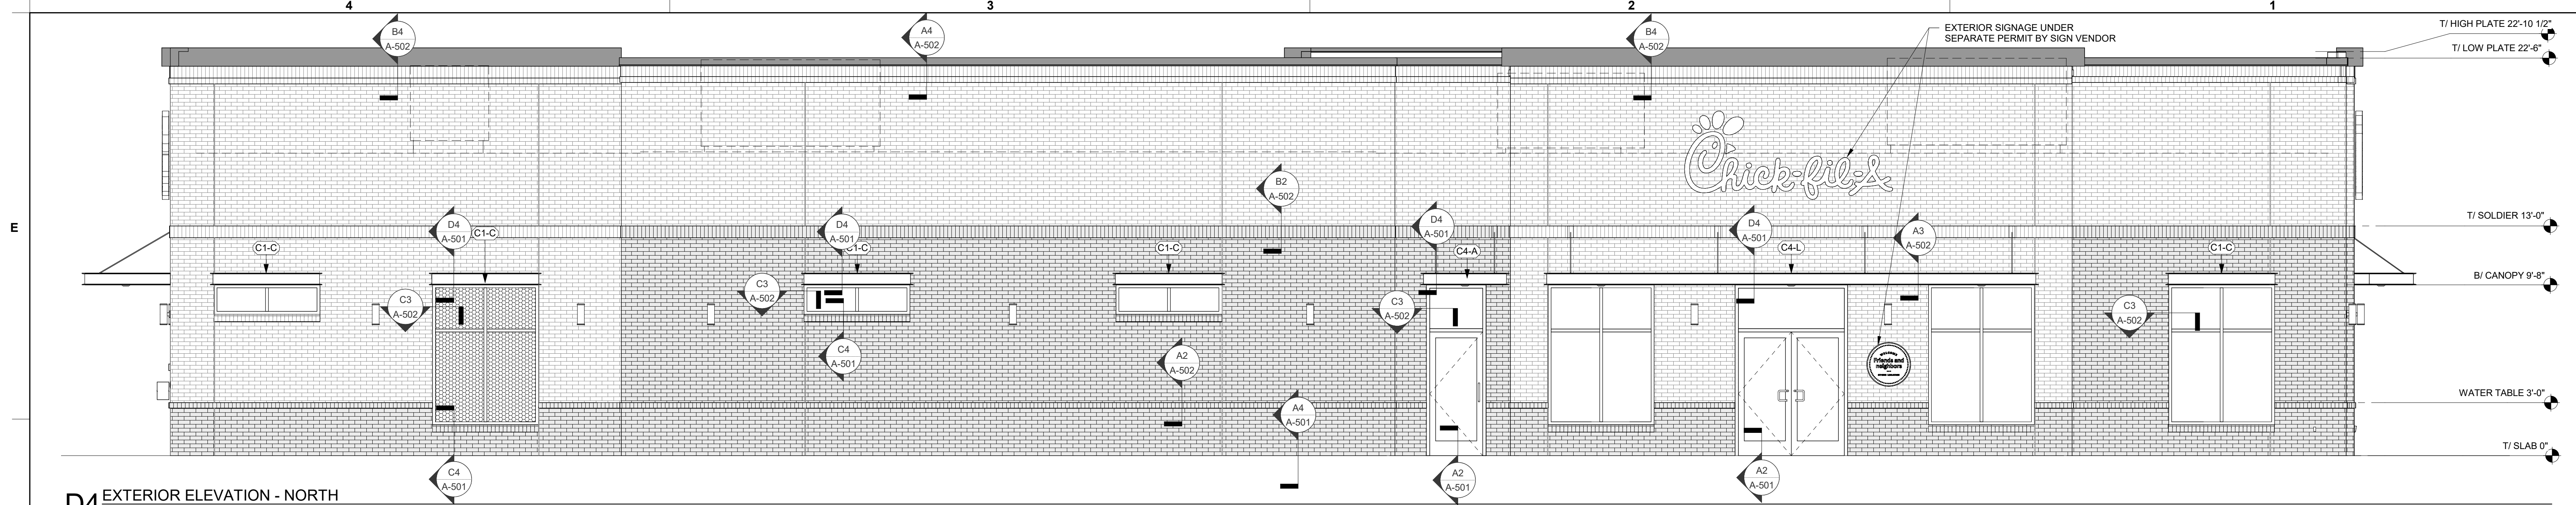 4 3 2 1
B4
A-502
A4
A-502
B4
A-502
EXTERIOR SIGNAGE UNDER
SEPARATE PERMIT BY SIGN VENDOR
T/ HIGH PLATE 22'-10 1/2"
T/ LOW PLATE 22'-6"
Chick-fil-A
B2
A-502
E
T/ SOLDIER 13'-0"
D4
A-501
D4
A-501
D4
A-501
D4
A-501
A3
A-502
C1-C
C1-C
C1-C
C1-C
C4-A
C4-L
C1-C
B/ CANOPY 9'-8"
C3
A-502
C3
A-502
C3
A-502
C3
A-502
C4
A-501
A2
A-502
WELCOME
Friends and
neighbors
WATER TABLE 3'-0"
A4
A-501
T/ SLAB 0"
C4
A-501
A2
A-501
A2
A-501
D4 EXTERIOR ELEVATION - NORTH